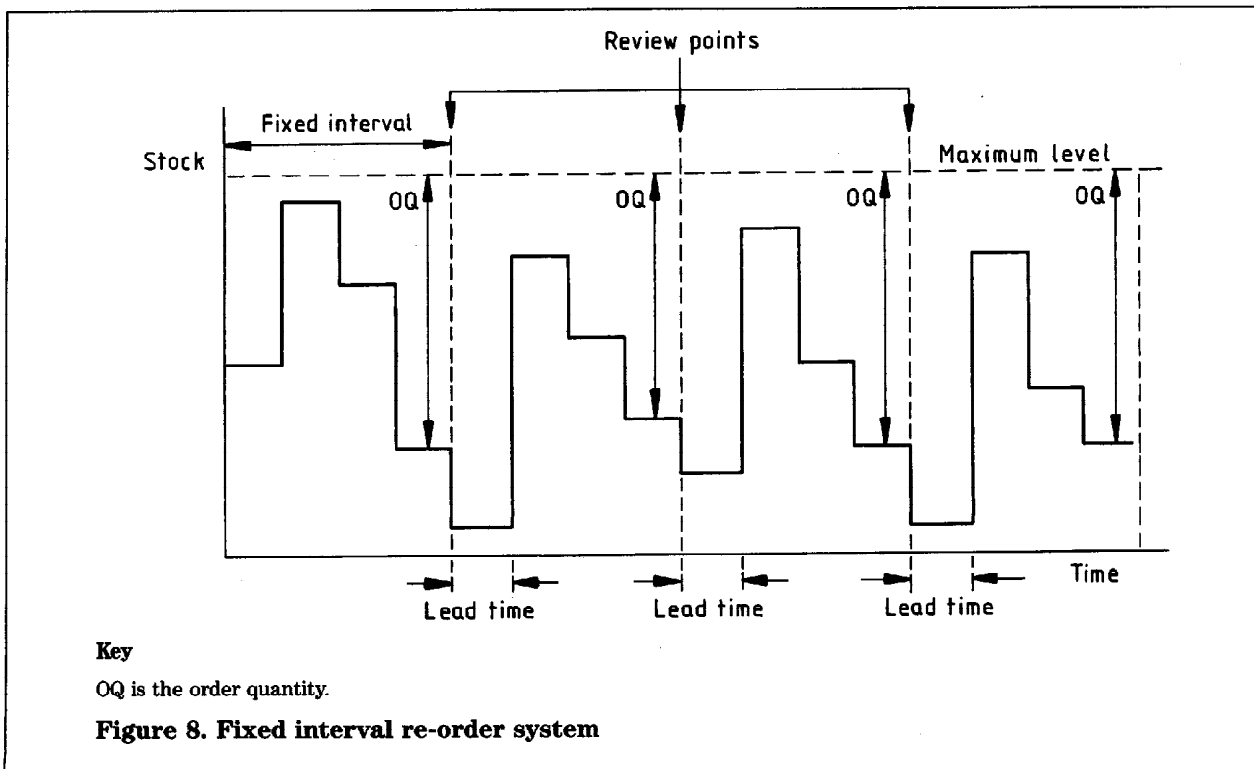 Review points
Fixed interval
Stock
Maximum level
OQ
OQ
OQ
OQ
Time
Lead time
Lead time
Lead time
Key
OQ is the order quantity.
Figure 8. Fixed interval re-order system